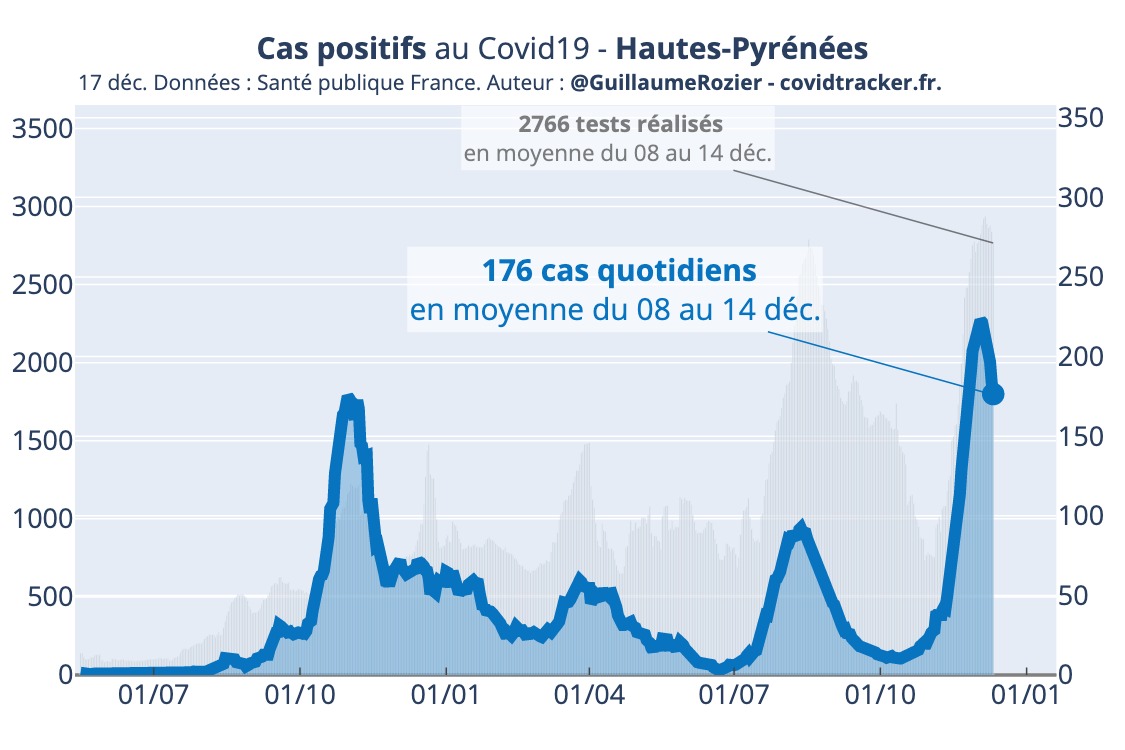 Cas positifs au Covid19 - Hautes-Pyrénées
17 déc. Données : Santé publique France. Auteur : @GuillaumeRozier - covidtracker.fr.
2766 tests réalisés
en moyenne du 08 au 14 déc.
176 cas quotidiens
en moyenne du 08 au 14 déc.
3500
3000
2500
2000
1500
1000
500
0
350
300
250
200
150
100
50
0
01/07 01/10 01/01 01/04 01/07 01/10 01/01